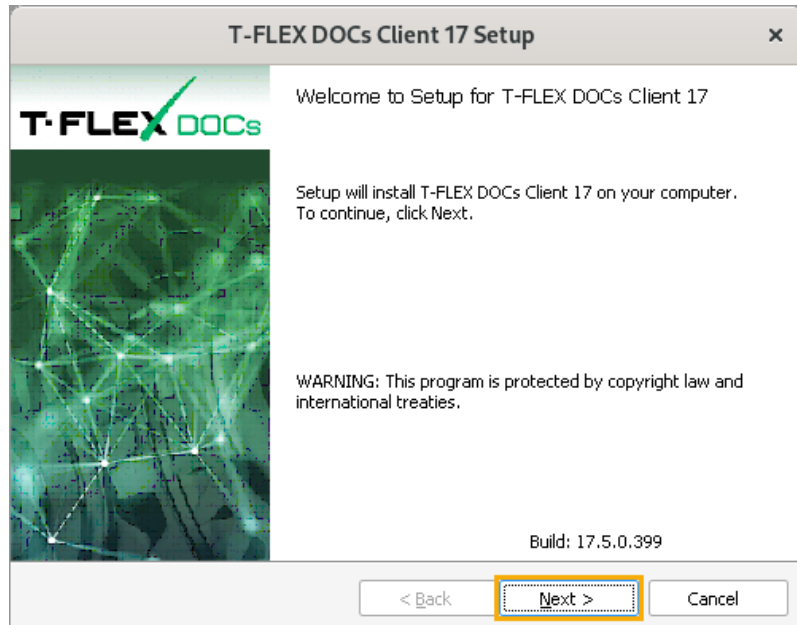 T-FLEX DOCs Client 17 Setup
T-FLEX DOCs
Welcome to Setup for T-FLEX DOCs Client 17
Setup will install T-FLEX DOCs Client 17 on your computer.
To continue, click Next.
WARNING: This program is protected by copyright law and
international treaties.
Build: 17.5.0.399
< Back
Next >
Cancel